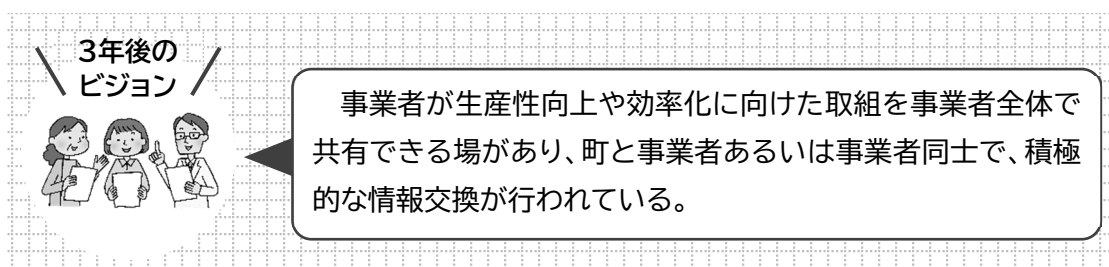 3年後の
ビジョン
事業者が生産性向上や効率化に向けた取組を事業者全体で
共有できる場があり、町と事業者あるいは事業者同士で、積極
的な情報交換が行われている。